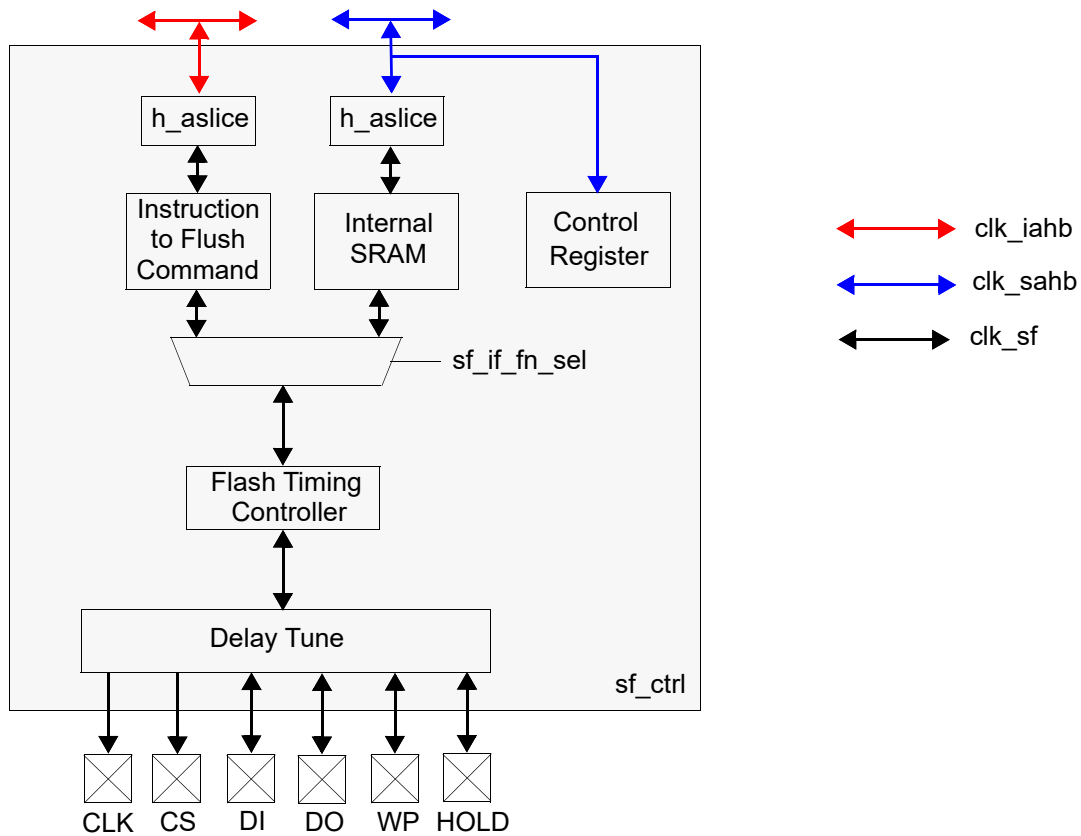 h_aslice
h_aslice
Instruction
to Flush
Command
Internal
SRAM
Control
Register
clk_iahb
clk_sahb
clk_sf
sf_if_fn_sel
Flash Timing
Controller
Delay Tune
sf_ctrl
CLK
CS
DI
DO
WP
HOLD